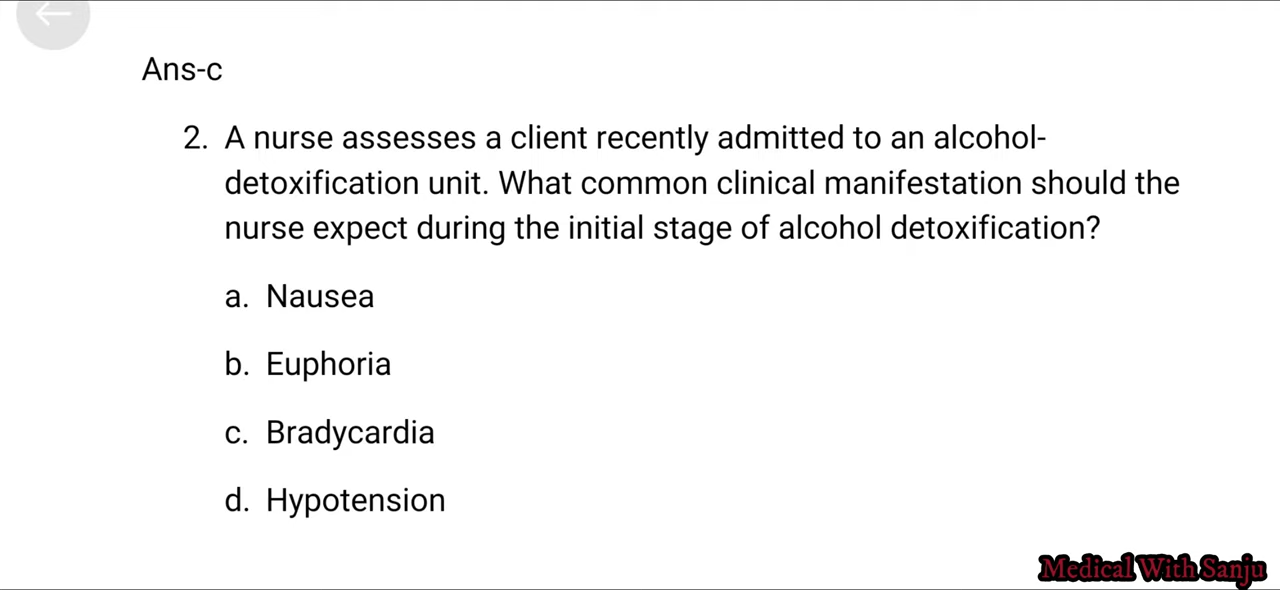 Ans-c
2. A nurse assesses a client recently admitted to an alcohol-
detoxification unit. What common clinical manifestation should the
nurse expect during the initial stage of alcohol detoxification?
a. Nausea
b. Euphoria
c. Bradycardia
d. Hypotension
Medical With Sanju